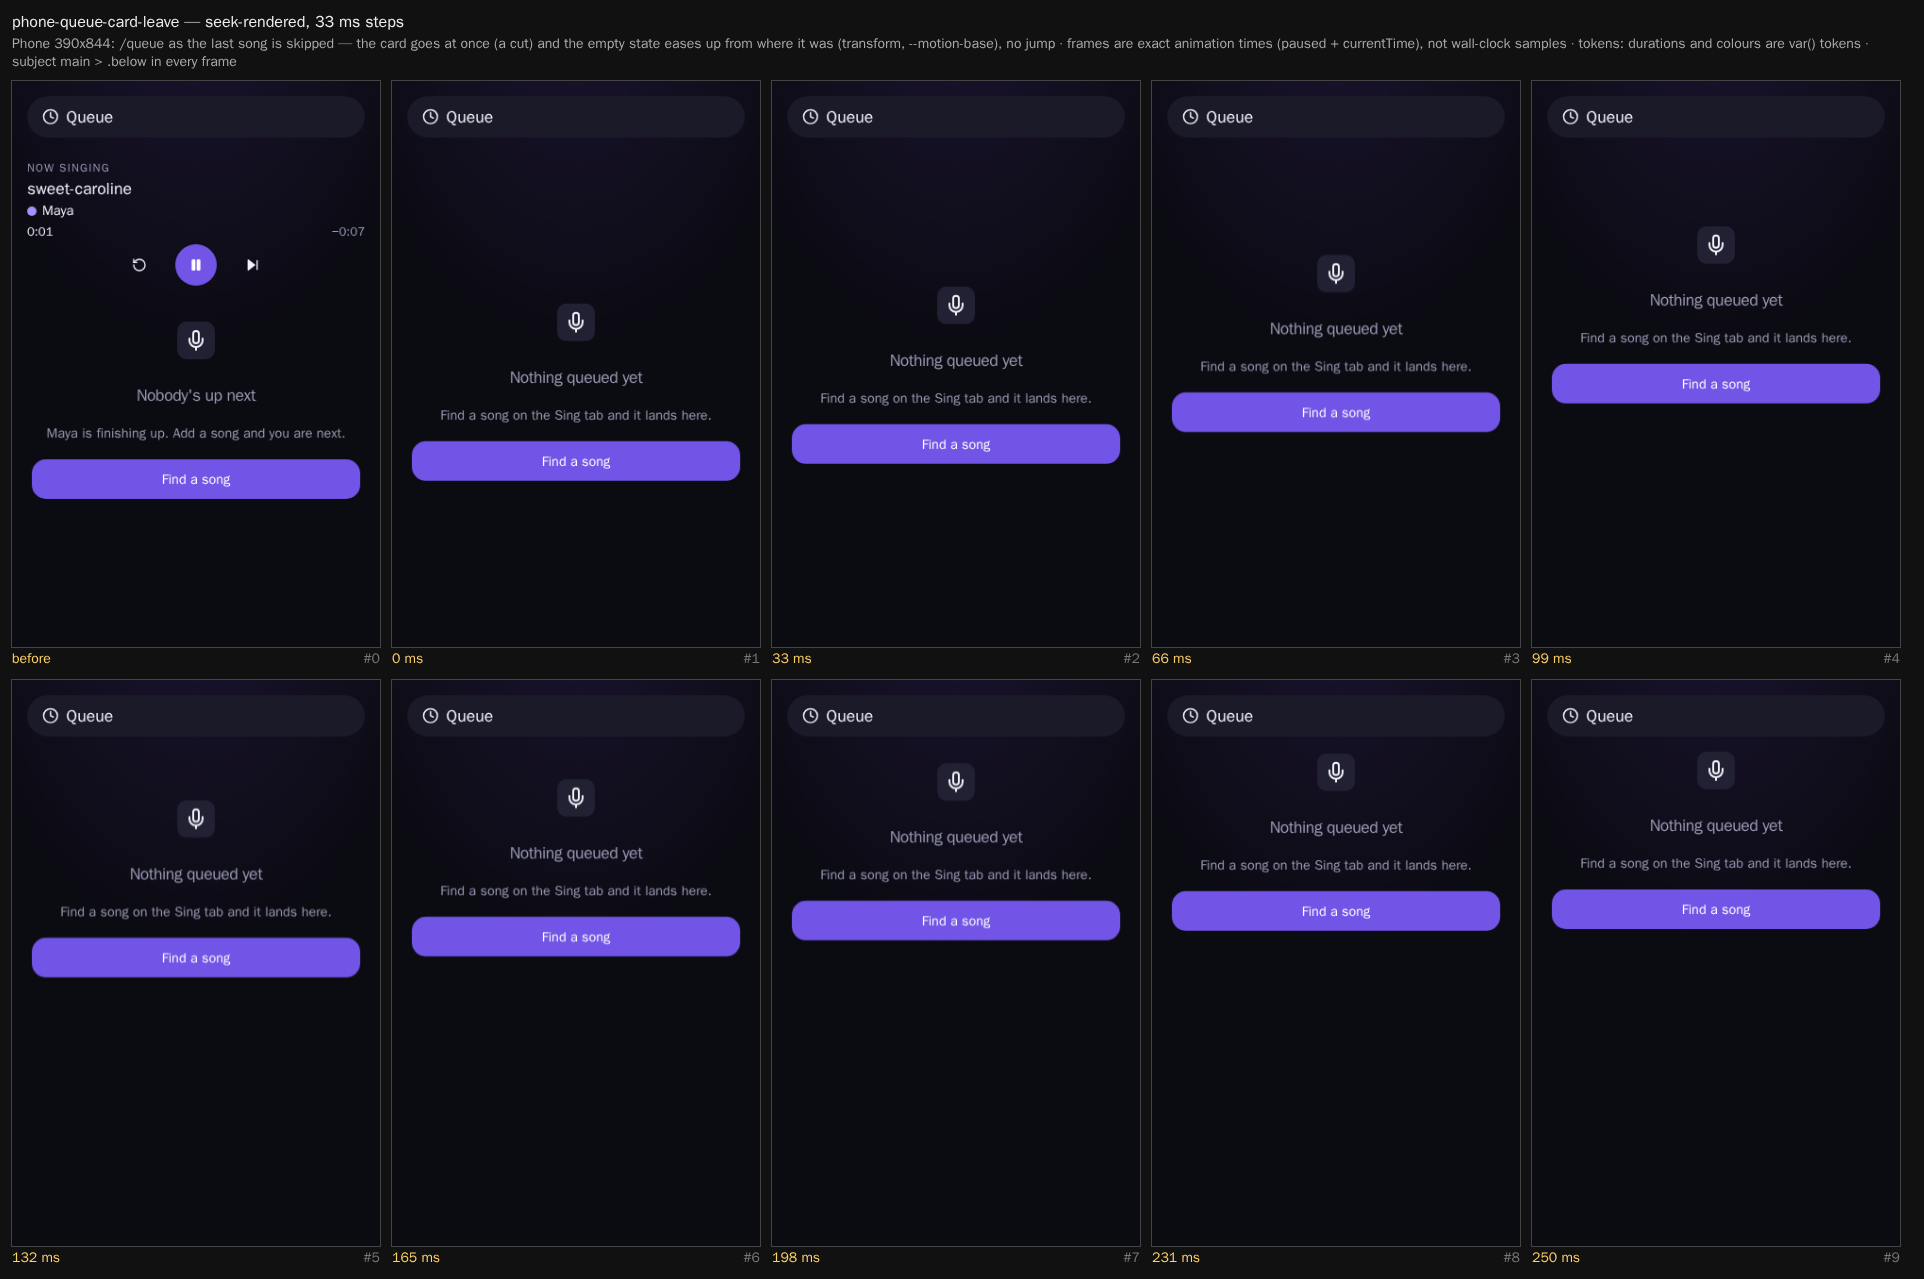 phone-queue-card-leave — seek-rendered, 33 ms steps
Phone 390x844: /queue as the last song is skipped — the card goes at once (a cut) and the empty state eases up from where it was (transform, --motion-base), no jump · frames are exact animation times (paused + currentTime), not wall-clock samples · tokens: durations and colours are var() tokens ·
subject main > .below in every frame
Queue
NOW SINGING
sweet-caroline
Maya
0:01 −0:07
Nobody's up next
Maya is finishing up. Add a song and you are next.
Find a song
before #0
Queue
Nothing queued yet
Find a song on the Sing tab and it lands here.
Find a song
0 ms #1
Queue
Nothing queued yet
Find a song on the Sing tab and it lands here.
Find a song
33 ms #2
Queue
Nothing queued yet
Find a song on the Sing tab and it lands here.
Find a song
66 ms #3
Queue
Nothing queued yet
Find a song on the Sing tab and it lands here.
Find a song
99 ms #4
Queue
Nothing queued yet
Find a song on the Sing tab and it lands here.
Find a song
132 ms #5
Queue
Nothing queued yet
Find a song on the Sing tab and it lands here.
Find a song
165 ms #6
Queue
Nothing queued yet
Find a song on the Sing tab and it lands here.
Find a song
198 ms #7
Queue
Nothing queued yet
Find a song on the Sing tab and it lands here.
Find a song
231 ms #8
Queue
Nothing queued yet
Find a song on the Sing tab and it lands here.
Find a song
250 ms #9